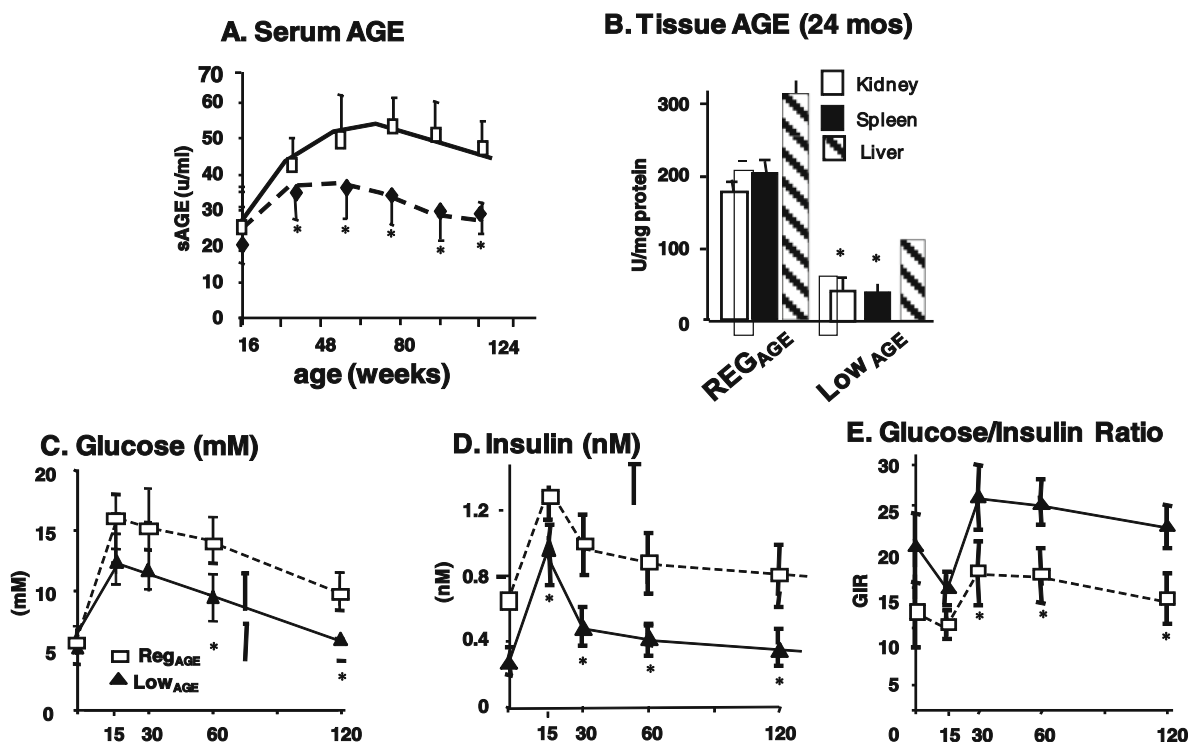 A. Serum AGE
70
60
50
40
30
20
10
0
sAGE (u/ml)
* * * * *
16 48 80 124
age (weeks)
B. Tissue AGE (24 mos)
300
200
100
0
U/mg protein
Kidney
Spleen
Liver
* *
REGAGE LowAGE
C. Glucose (mM)
20
15
10
5
0
(mM)
RegAGE
LowAGE
* *
15 30 60 120
D. Insulin (nM)
1.2
0.8
0.4
0
(nM)
* * * *
15 30 60 120
E. Glucose/Insulin Ratio
30
25
20
15
10
5
GIR
* * *
0 15 30 60 120